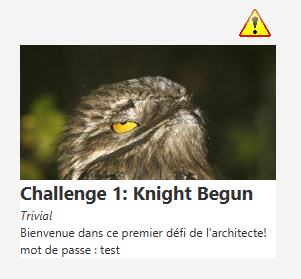 Challenge 1: Knight Begun
Trivial
Bienvenue dans ce premier défi de l'architecte!
mot de passe : test